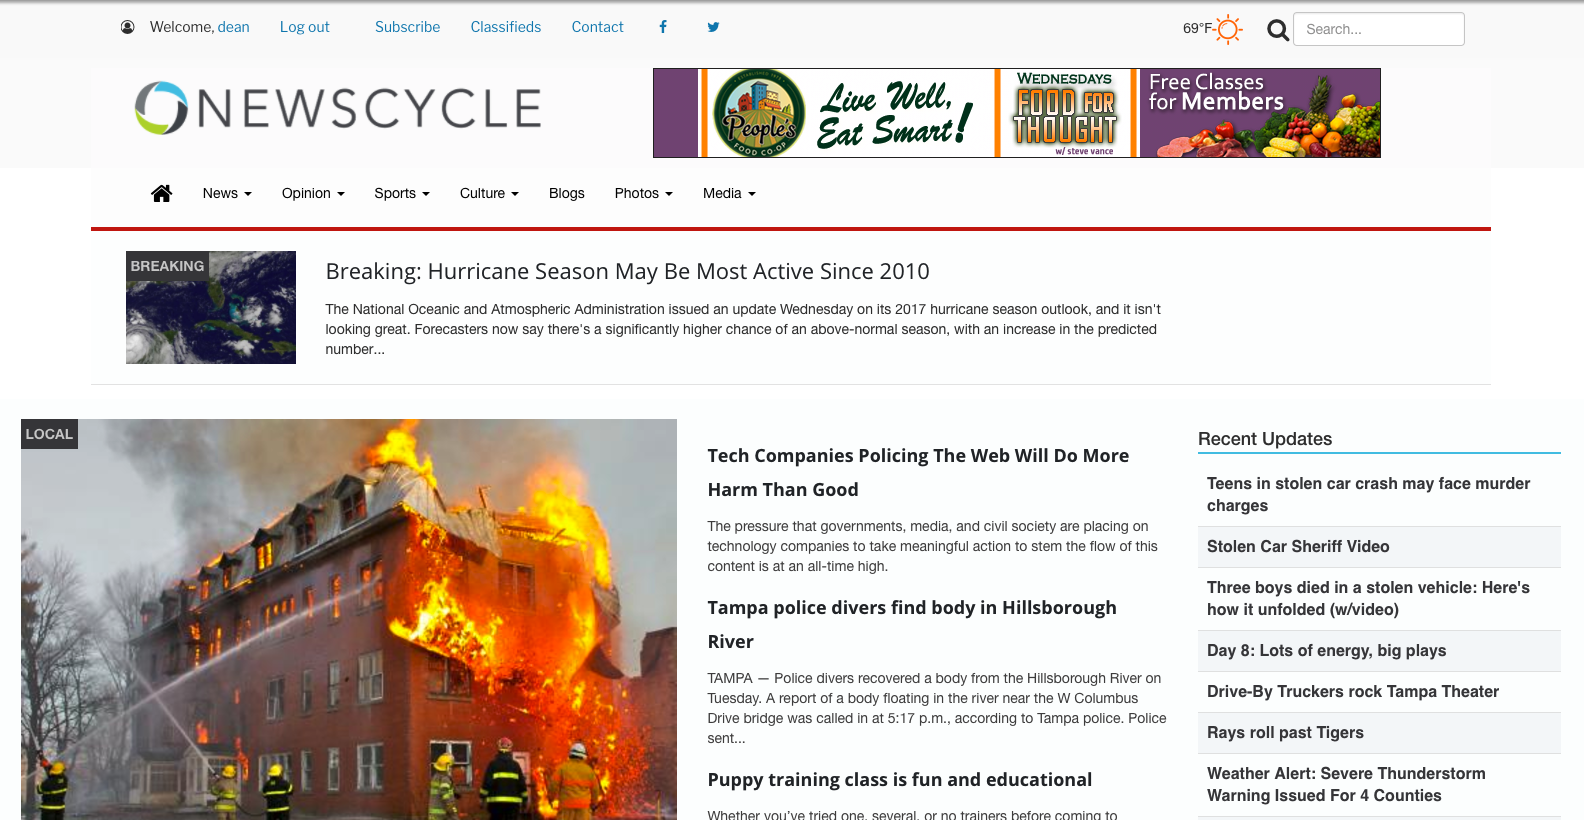 Welcome, dean
Log out
Subscribe
Classifieds
Contact
69°F
Search...
NEWSCYCLE
People's
FOOD CO-OP
Live Well,
Eat Smart!
WEDNESDAYS
FOOD FOR
THOUGHT
w/ steve vance
Free Classes
for Members
News
Opinion
Sports
Culture
Blogs
Photos
Media
BREAKING
Breaking: Hurricane Season May Be Most Active Since 2010
The National Oceanic and Atmospheric Administration issued an update Wednesday on its 2017 hurricane season outlook, and it isn't
looking great. Forecasters now say there's a significantly higher chance of an above-normal season, with an increase in the predicted
number...
LOCAL
Tech Companies Policing The Web Will Do More
Harm Than Good
The pressure that governments, media, and civil society are placing on
technology companies to take meaningful action to stem the flow of this
content is at an all-time high.
Tampa police divers find body in Hillsborough
River
TAMPA — Police divers recovered a body from the Hillsborough River on
Tuesday. A report of a body floating in the river near the W Columbus
Drive bridge was called in at 5:17 p.m., according to Tampa police. Police
sent...
Puppy training class is fun and educational
Whether you've tried one, several, or no trainers before coming to
Recent Updates
Teens in stolen car crash may face murder
charges
Stolen Car Sheriff Video
Three boys died in a stolen vehicle: Here's
how it unfolded (w/video)
Day 8: Lots of energy, big plays
Drive-By Truckers rock Tampa Theater
Rays roll past Tigers
Weather Alert: Severe Thunderstorm
Warning Issued For 4 Counties